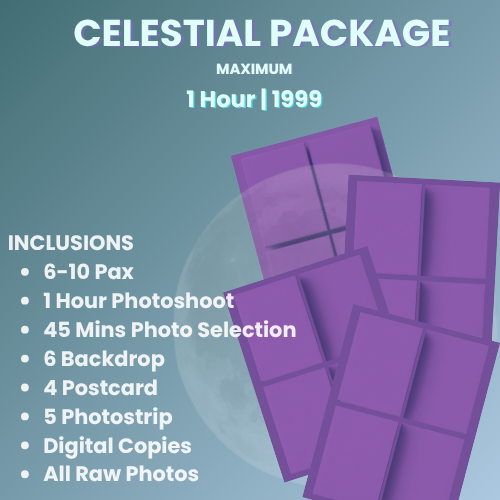 CELESTIAL PACKAGE
MAXIMUM
1 Hour | 1999
INCLUSIONS
• 6-10 Pax
• 1 Hour Photoshoot
• 45 Mins Photo Selection
• 6 Backdrop
• 4 Postcard
• 5 Photostrip
• Digital Copies
• All Raw Photos